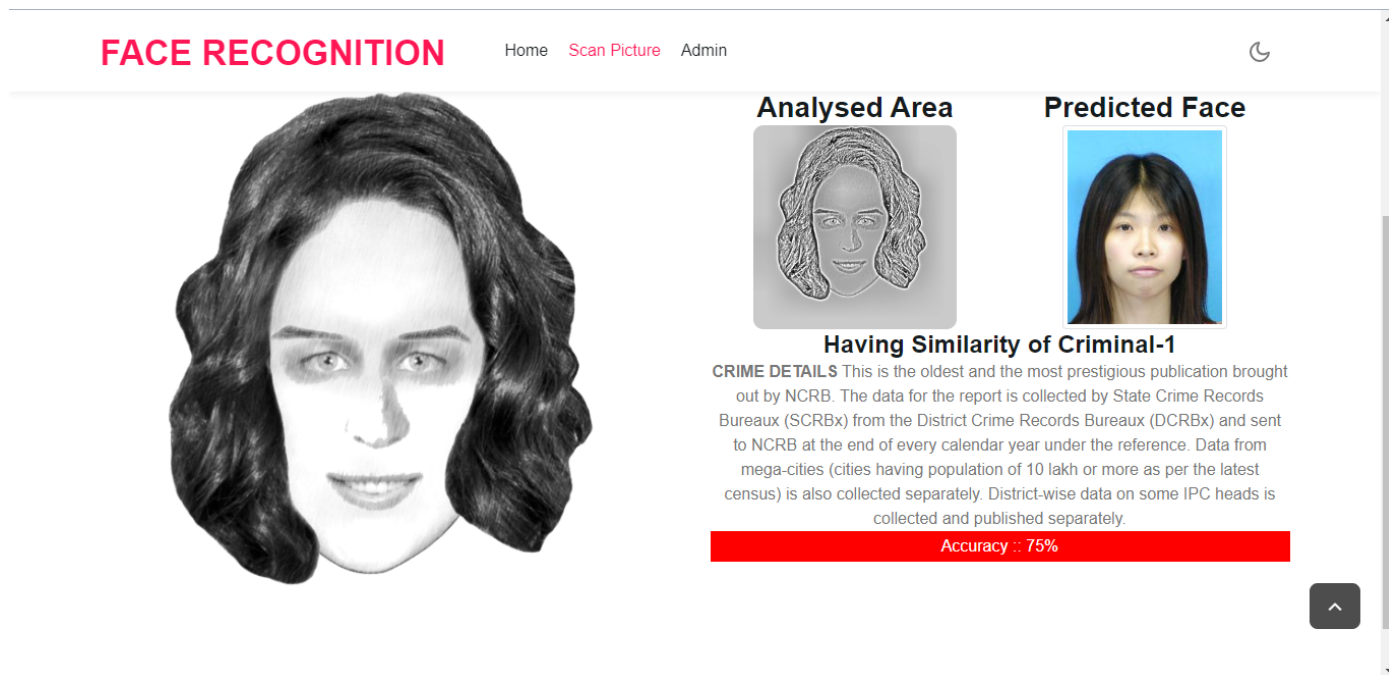 FACE RECOGNITION Home Scan Picture Admin
Analysed Area Predicted Face
Having Similarity of Criminal-1
CRIME DETAILS This is the oldest and the most prestigious publication brought
out by NCRB. The data for the report is collected by State Crime Records
Bureaux (SCRBx) from the District Crime Records Bureaux (DCRBx) and sent
to NCRB at the end of every calendar year under the reference. Data from
mega-cities (cities having population of 10 lakh or more as per the latest
census) is also collected separately. District-wise data on some IPC heads is
collected and published separately.
Accuracy :: 75%